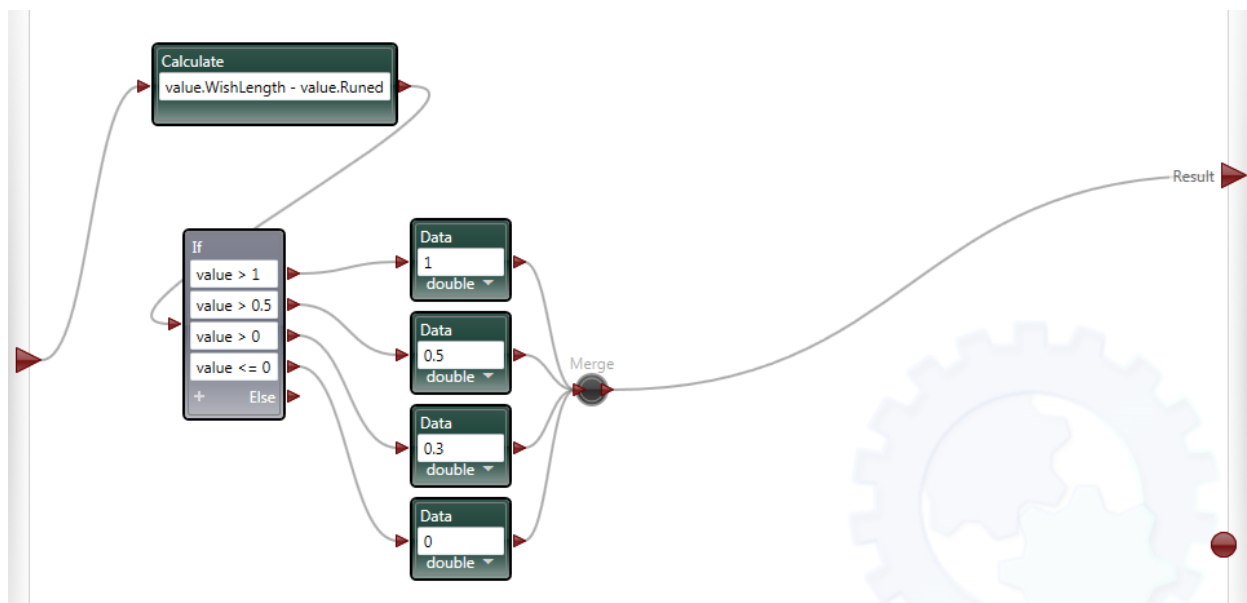 Calculate
value.WishLength - value.Runed
Result
If
value > 1
value > 0.5
value > 0
value <= 0
+ Else
Data
1
double
Data
0.5
double
Data
0.3
double
Data
0
double
Merge